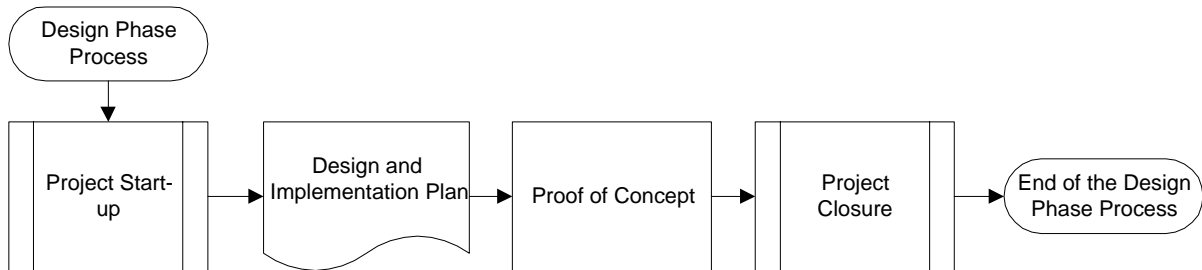 Design Phase
Process
Project Start-
up
Design and
Implementation Plan
Proof of Concept
Project
Closure
End of the Design
Phase Process